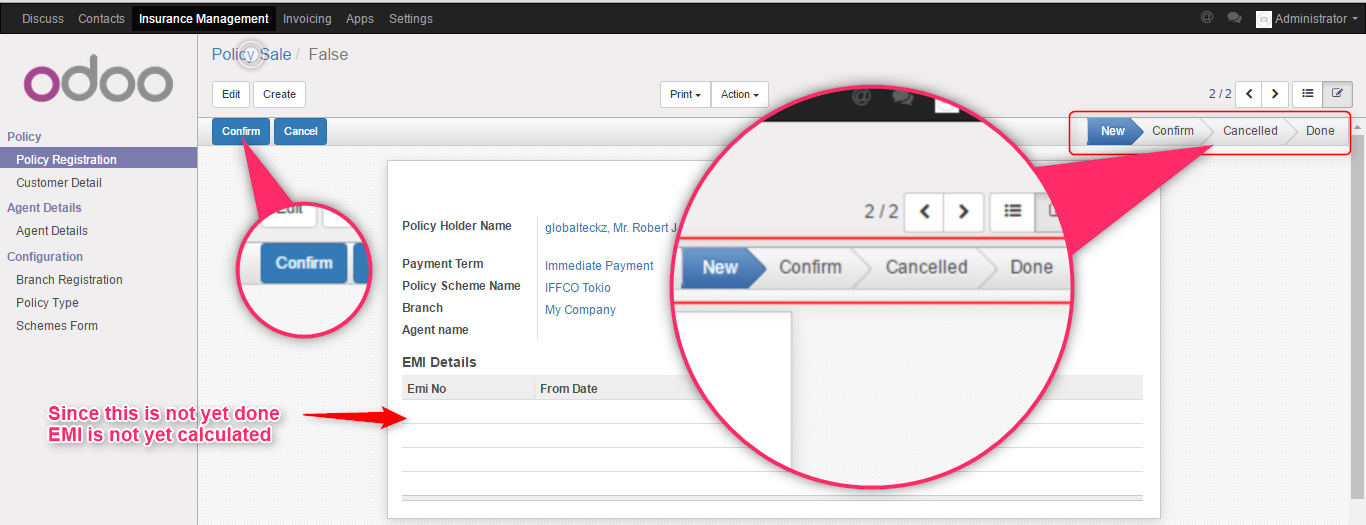 Discuss Contacts Insurance Management Invoicing Apps Settings @ Administrator
odoo
Policy Sale / False
Edit Create Print Action 2 / 2
Confirm Cancel New Confirm Cancelled Done
Policy
Policy Registration
Customer Detail
Agent Details
Agent Details
Configuration
Branch Registration
Policy Type
Schemes Form
Edit
Confirm
Policy Holder Name globalteckz, Mr. Robert J
Payment Term Immediate Payment
Policy Scheme Name IFFCO Tokio
Branch My Company
Agent name
EMI Details
Emi No From Date
@
2 / 2
New Confirm Cancelled Done
Since this is not yet done
EMI is not yet calculated